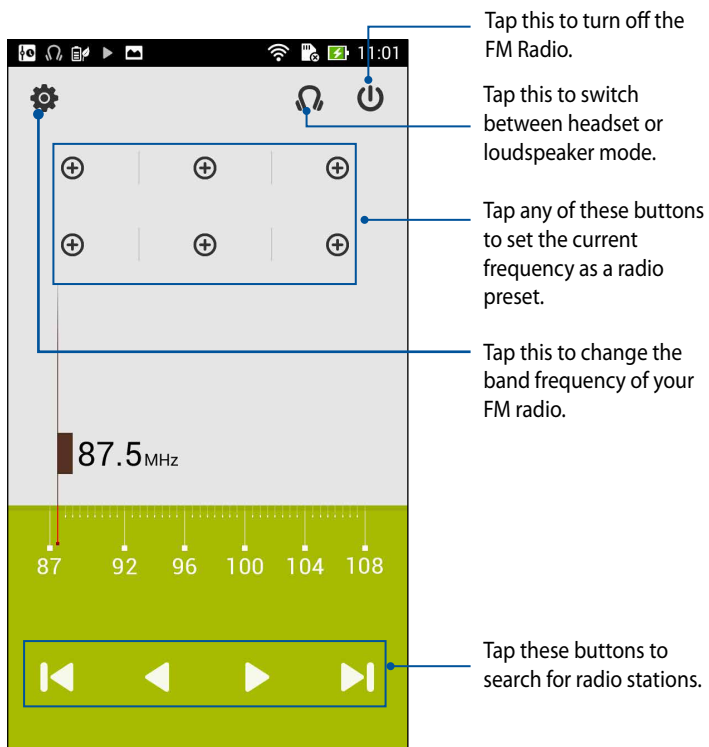 Tap this to turn off the
FM Radio.
11:01
Tap this to switch
between headset or
loudspeaker mode.
Tap any of these buttons
to set the current
frequency as a radio
preset.
Tap this to change the
band frequency of your
FM radio.
87.5MHz
87 92 96 100 104 108
Tap these buttons to
search for radio stations.